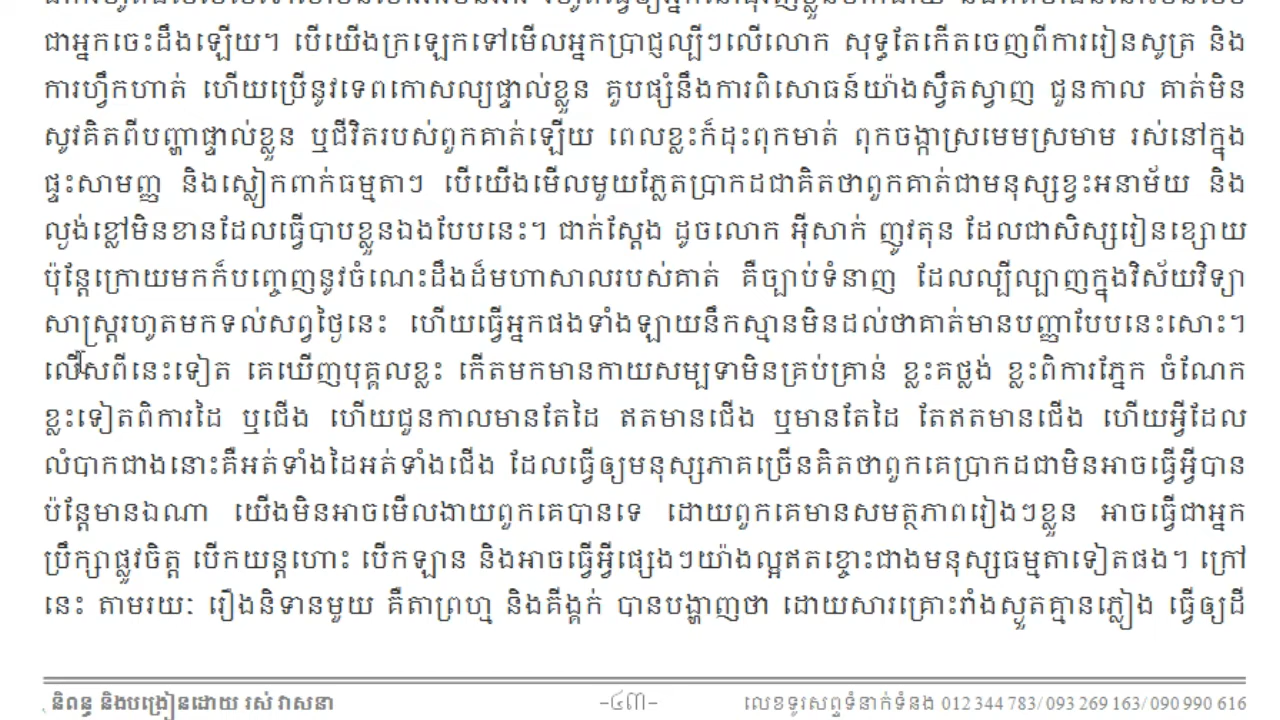 ជាអ្នកចេះដឹងឡើយ។ បើយើងក្រឡេកទៅមើលអ្នកប្រាជ្ញល្បីៗលើលោក សុទ្ធតែកើតចេញពីការរៀនសូត្រ និង
ការហ្វឹកហាត់ ហើយប្រើនូវទេពកោសល្យផ្ទាល់ខ្លួន គួបផ្សំនឹងការពិសោធន៍យ៉ាងស្វឹតស្វាញ ជួនកាល គាត់មិន
សូវគិតពីបញ្ហាផ្ទាល់ខ្លួន ឬជីវិតរបស់ពួកគាត់ឡើយ ពេលខ្លះក៏ដុះពុកមាត់ ពុកចង្កាស្រមេមស្រមាម រស់នៅក្នុង
ផ្ទះសាមញ្ញ និងស្លៀកពាក់ធម្មតាៗ បើយើងមើលមួយភ្លែតប្រាកដជាគិតថាពួកគាត់ជាមនុស្សខ្វះអនាម័យ និង
ល្ងង់ខ្លៅមិនខានដែលធ្វើបាបខ្លួនឯងបែបនេះ។ ជាក់ស្តែង ដូចលោក អ៊ីសាក់ ញូវតុន ដែលជាសិស្សរៀនខ្សោយ
ប៉ុន្តែក្រោយមកក៏បញ្ចេញនូវចំណេះដឹងដ៏មហាសាលរបស់គាត់ គឺច្បាប់ទំនាញ ដែលល្បីល្បាញក្នុងវិស័យវិទ្យា
សាស្ត្ររហូតមកទល់សព្វថ្ងៃនេះ ហើយធ្វើអ្នកផងទាំងឡាយនឹកស្មានមិនដល់ថាគាត់មានបញ្ញាបែបនេះសោះ។
លើសពីនេះទៀត គេឃើញបុគ្គលខ្លះ កើតមកមានកាយសម្បទាមិនគ្រប់គ្រាន់ ខ្លះគថ្លង់ ខ្លះពិការភ្នែក ចំណែក
ខ្លះទៀតពិការដៃ ឬជើង ហើយជួនកាលមានតែដៃ ឥតមានជើង ឬមានតែដៃ តែឥតមានជើង ហើយអ្វីដែល
លំបាកជាងនោះគឺអត់ទាំងដៃអត់ទាំងជើង ដែលធ្វើឲ្យមនុស្សភាគច្រើនគិតថាពួកគេប្រាកដជាមិនអាចធ្វើអ្វីបាន
ប៉ន្តែមានឯណា យើងមិនអាចមើលងាយពួកគេបានទេ ដោយពួកគេមានសមត្ថភាពរៀងៗខ្លួន អាចធ្វើជាអ្នក
ប្រឹក្សាផ្លូវចិត្ត បើកយន្តហោះ បើកឡាន និងអាចធ្វើអ្វីផ្សេងៗយ៉ាងល្អឥតខ្ចោះជាងមនុស្សធម្មតាទៀតផង។ ក្រៅ
នេះ តាមរយៈ រឿងនិទានមួយ គឺតាព្រហ្ម និងគីង្គក់ បានបង្ហាញថា ដោយសារគ្រោះរាំងស្ងួតគ្មានភ្លៀង ធ្វើឲ្យដី
និពន្ធ និងបង្រៀនដោយ រស់ វាសនា -៤៣- លេខទូរសព្ទទំនាក់ទំនង 012 344 783/ 093 269 163/ 090 990 616